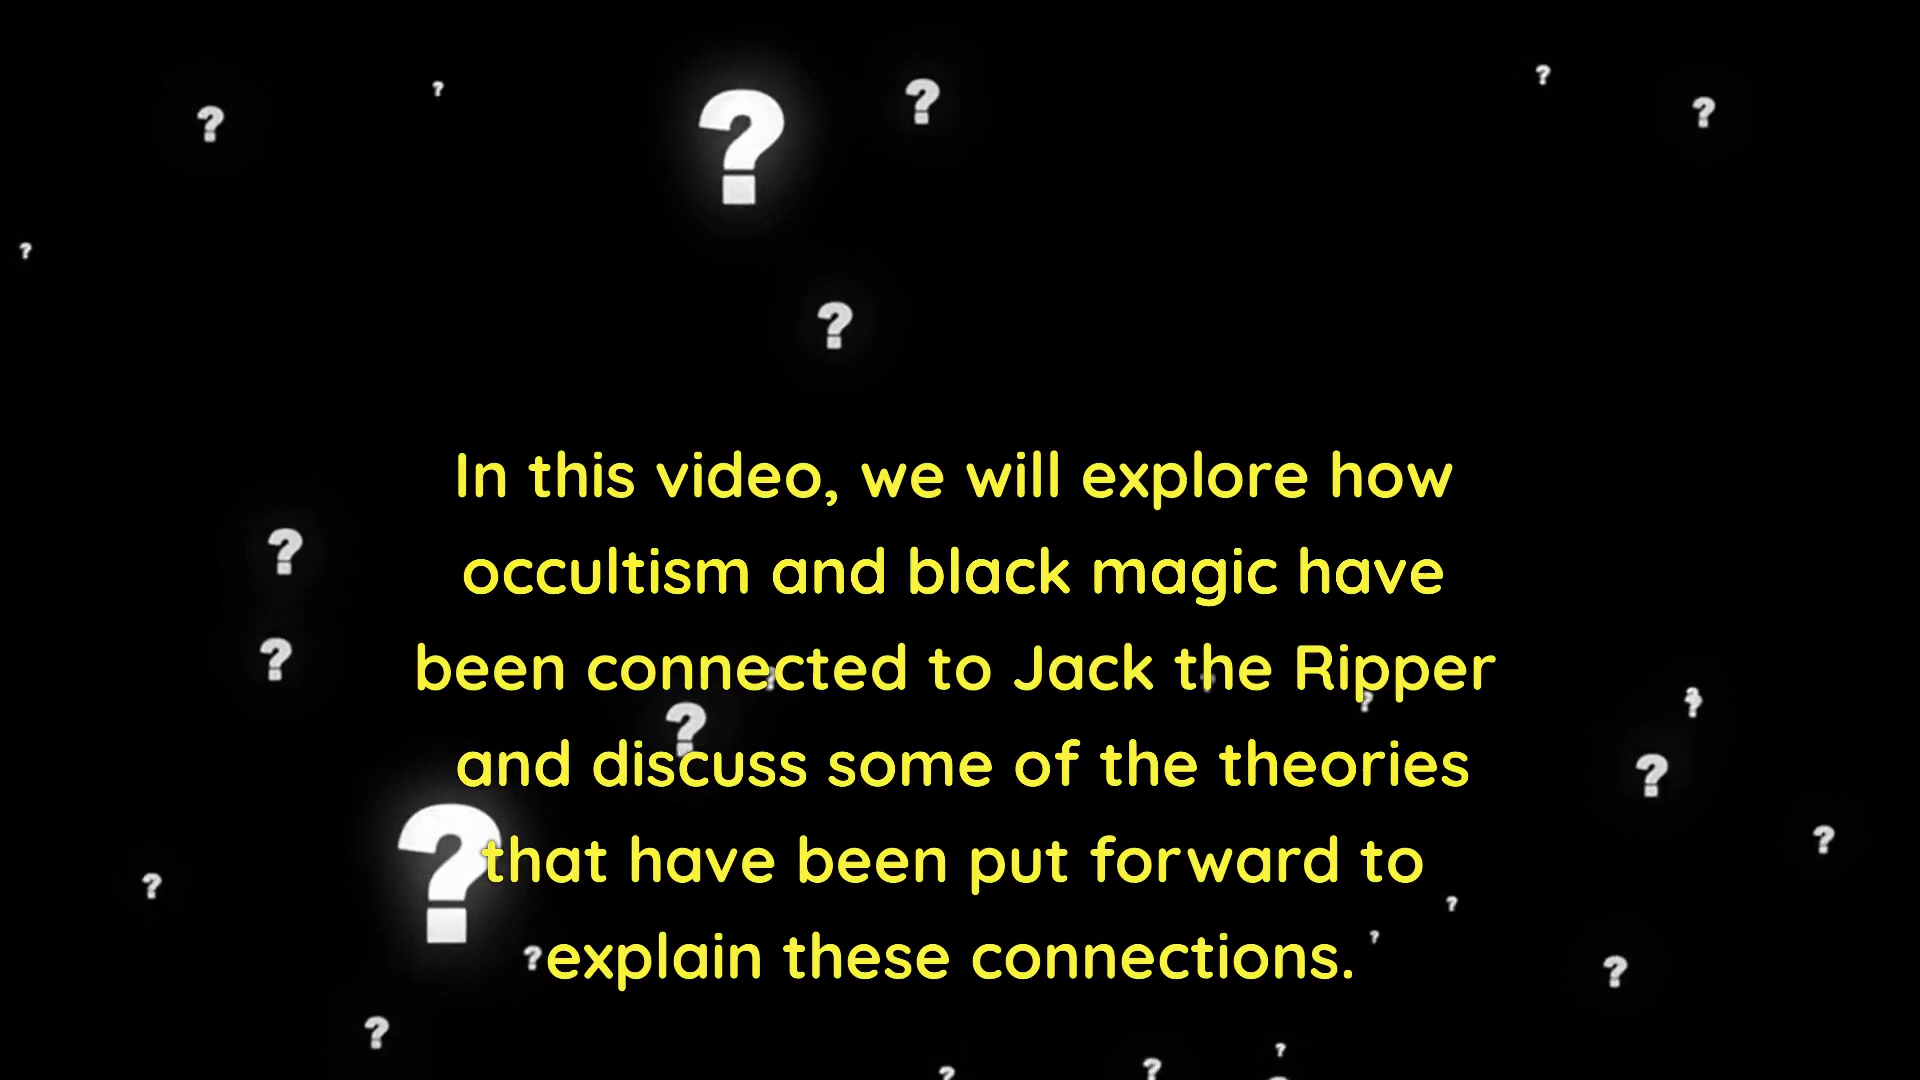 In this video, we will explore how
occultism and black magic have
been connected to Jack the Ripper
and discuss some of the theories
that have been put forward to
explain these connections.